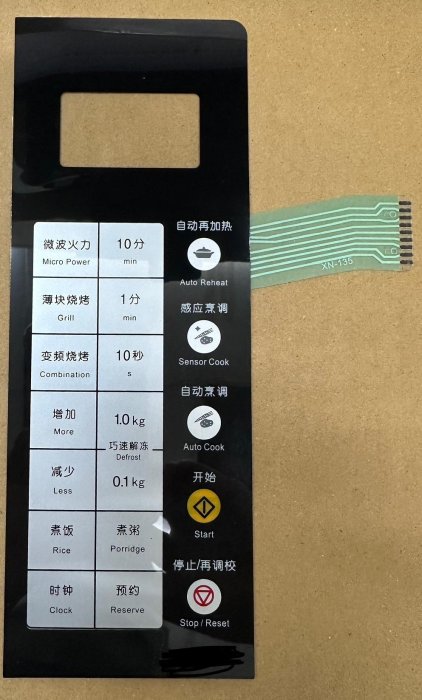 微波火力
Micro Power
10分
min
自动再加热
Auto Reheat
薄块烧烤
Grill
1分
min
感应烹调
Sensor Cook
变频烧烤
Combination
10秒
s
自动烹调
Auto Cook
增加
More
1.0 kg
巧速解冻
Defrost
减少
Less
0.1 kg
开始
Start
煮饭
Rice
煮粥
Porridge
停止/再调校
Stop / Reset
时钟
Clock
预约
Reserve
XN-135